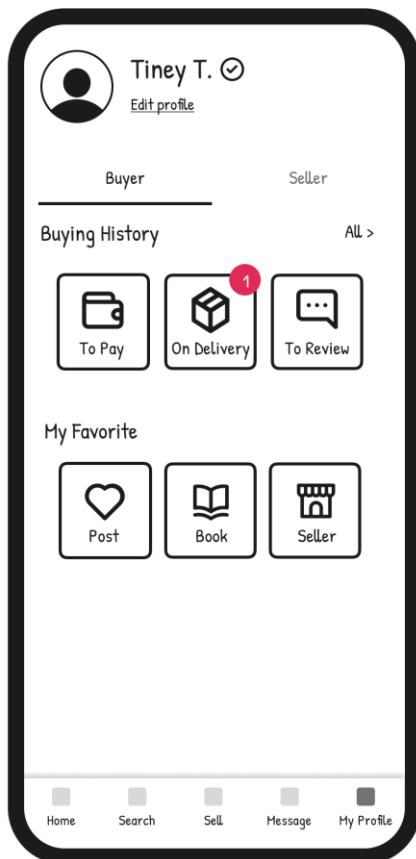 Tiney T.
Edit profile
Buyer Seller
Buying History All >
1
To Pay On Delivery To Review
My Favorite
Post Book Seller
Home Search Sell Message My Profile